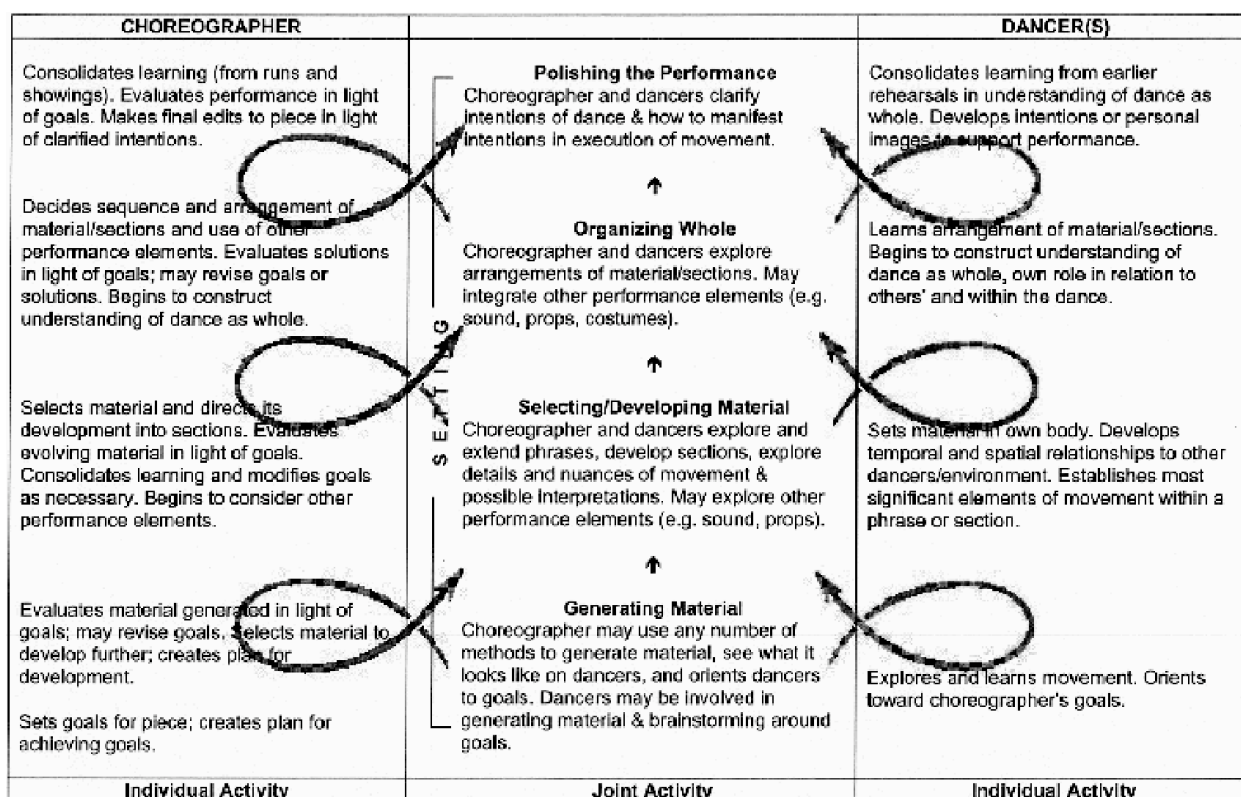 CHOREOGRAPHER
DANCER(S)
Consolidates learning (from runs and
showings). Evaluates performance in light
of goals. Makes final edits to piece in light
of clarified intentions.
Decides sequence and arrangement of
material/sections and use of other
performance elements. Evaluates solutions
in light of goals; may revise goals or
solutions. Begins to construct
understanding of dance as whole.
Selects material and directs its
development into sections. Evaluates
evolving material in light of goals.
Consolidates learning and modifies goals
as necessary. Begins to consider other
performance elements.
Evaluates material generated in light of
goals; may revise goals. Selects material to
develop further; creates plan for
development.
Sets goals for piece; creates plan for
achieving goals.
Individual Activity
SETTING
Polishing the Performance
Choreographer and dancers clarify
intentions of dance & how to manifest
intentions in execution of movement.
Organizing Whole
Choreographer and dancers explore
arrangements of material/sections. May
integrate other performance elements (e.g.
sound, props, costumes).
Selecting/Developing Material
Choreographer and dancers explore and
extend phrases, develop sections, explore
details and nuances of movement &
possible interpretations. May explore other
performance elements (e.g. sound, props).
Generating Material
Choreographer may use any number of
methods to generate material, see what it
looks like on dancers, and orients dancers
to goals. Dancers may be involved in
generating material & brainstorming around
goals.
Joint Activity
Consolidates learning from earlier
rehearsals in understanding of dance as
whole. Develops intentions or personal
images to support performance.
Learns arrangement of material/sections.
Begins to construct understanding of
dance as whole, own role in relation to
others' and within the dance.
Sets material in own body. Develops
temporal and spatial relationships to other
dancers/environment. Establishes most
significant elements of movement within a
phrase or section.
Explores and learns movement. Orients
toward choreographer's goals.
Individual Activity